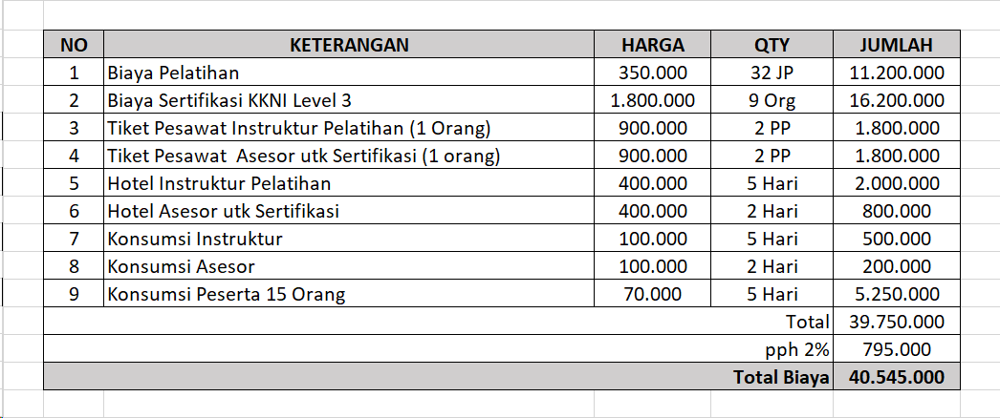 NO KETERANGAN HARGA QTY JUMLAH
1 Biaya Pelatihan 350.000 32 JP 11.200.000
2 Biaya Sertifikasi KKNI Level 3 1.800.000 9 Org 16.200.000
3 Tiket Pesawat Instruktur Pelatihan (1 Orang) 900.000 2 PP 1.800.000
4 Tiket Pesawat  Asesor utk Sertifikasi (1 orang) 900.000 2 PP 1.800.000
5 Hotel Instruktur Pelatihan 400.000 5 Hari 2.000.000
6 Hotel Asesor utk Sertifikasi 400.000 2 Hari 800.000
7 Konsumsi Instruktur 100.000 5 Hari 500.000
8 Konsumsi Asesor 100.000 2 Hari 200.000
9 Konsumsi Peserta 15 Orang 70.000 5 Hari 5.250.000
Total 39.750.000
pph 2% 795.000
Total Biaya 40.545.000